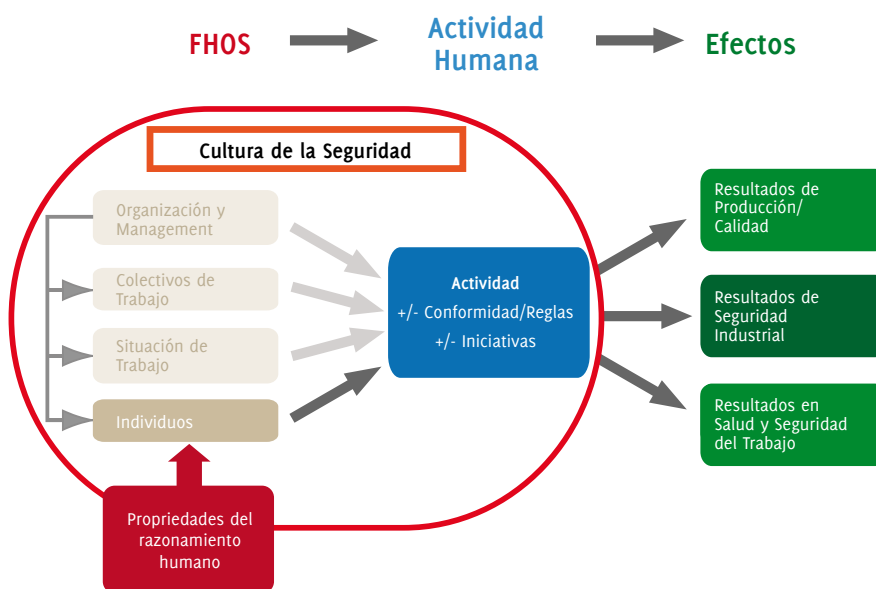 FHOS
Actividad
Humana
Efectos
Cultura de la Seguridad
Organización y
Management
Colectivos de
Trabajo
Situación de
Trabajo
Individuos
Propriedades del
razonamiento
humano
Actividad
+/- Conformidad/Reglas
+/- Iniciativas
Resultados de
Producción/
Calidad
Resultados de
Seguridad
Industrial
Resultados en
Salud y Seguridad
del Trabajo